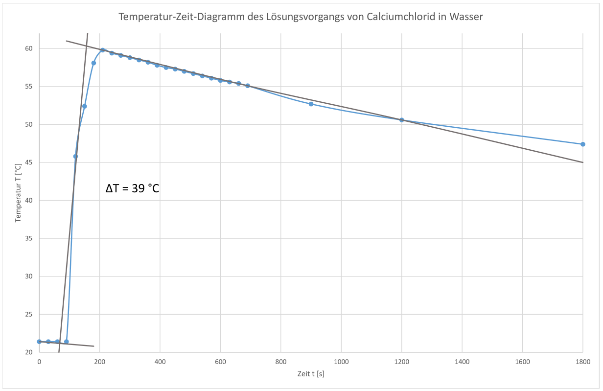 Temperatur-Zeit-Diagramm des Lösungsvorgangs von Calciumchlorid in Wasser
60
55
50
45
40
35
30
25
20
Temperatur T [°C]
ΔT = 39 °C
0 200 400 600 800 1000 1200 1400 1600 1800
Zeit t [s]